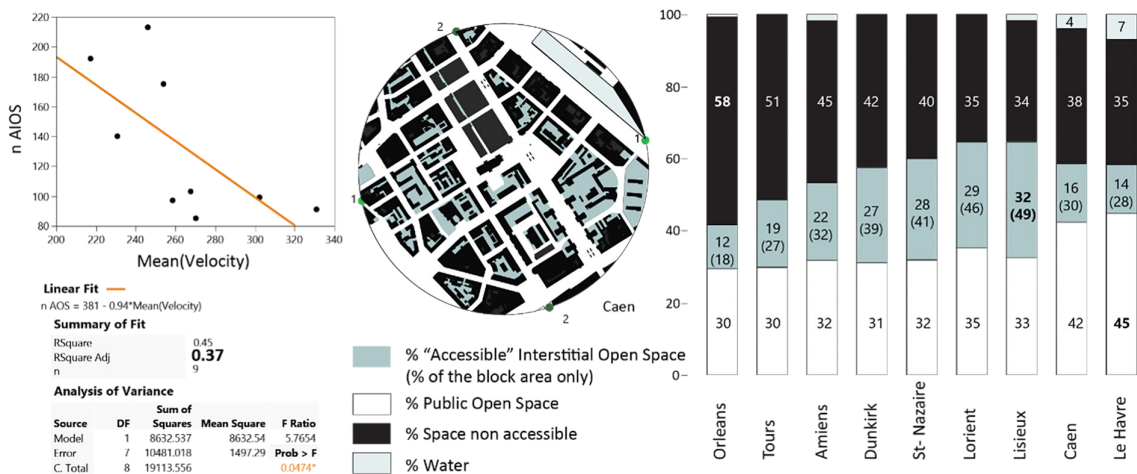 n AIOS
220
200
180
160
140
120
100
80
200 220 240 260 280 300 320 340
Mean(Velocity)
Linear Fit
n AOS = 381 - 0.94*Mean(Velocity)
Summary of Fit
RSquare 0.45
RSquare Adj 0.37
n 9
Analysis of Variance
Source DF Sum of Squares Mean Square F Ratio
Model 1 8632.537 8632.54 5.7654
Error 7 10481.018 1497.29 Prob > F
C. Total 8 19113.556 0.0474*
2
1
1
2
Caen
% "Accessible" Interstitial Open Space
(% of the block area only)
% Public Open Space
% Space non accessible
% Water
100
80
60
40
20
0
4 7
58 51 45 42 40 35 34 38 35
12 19 22 27 28 29 32 16 14
(18) (27) (32) (39) (41) (46) (49) (30) (28)
30 30 32 31 32 35 33 42 45
Orleans
Tours
Amiens
Dunkirk
St- Nazaire
Lorient
Lisieux
Caen
Le Havre